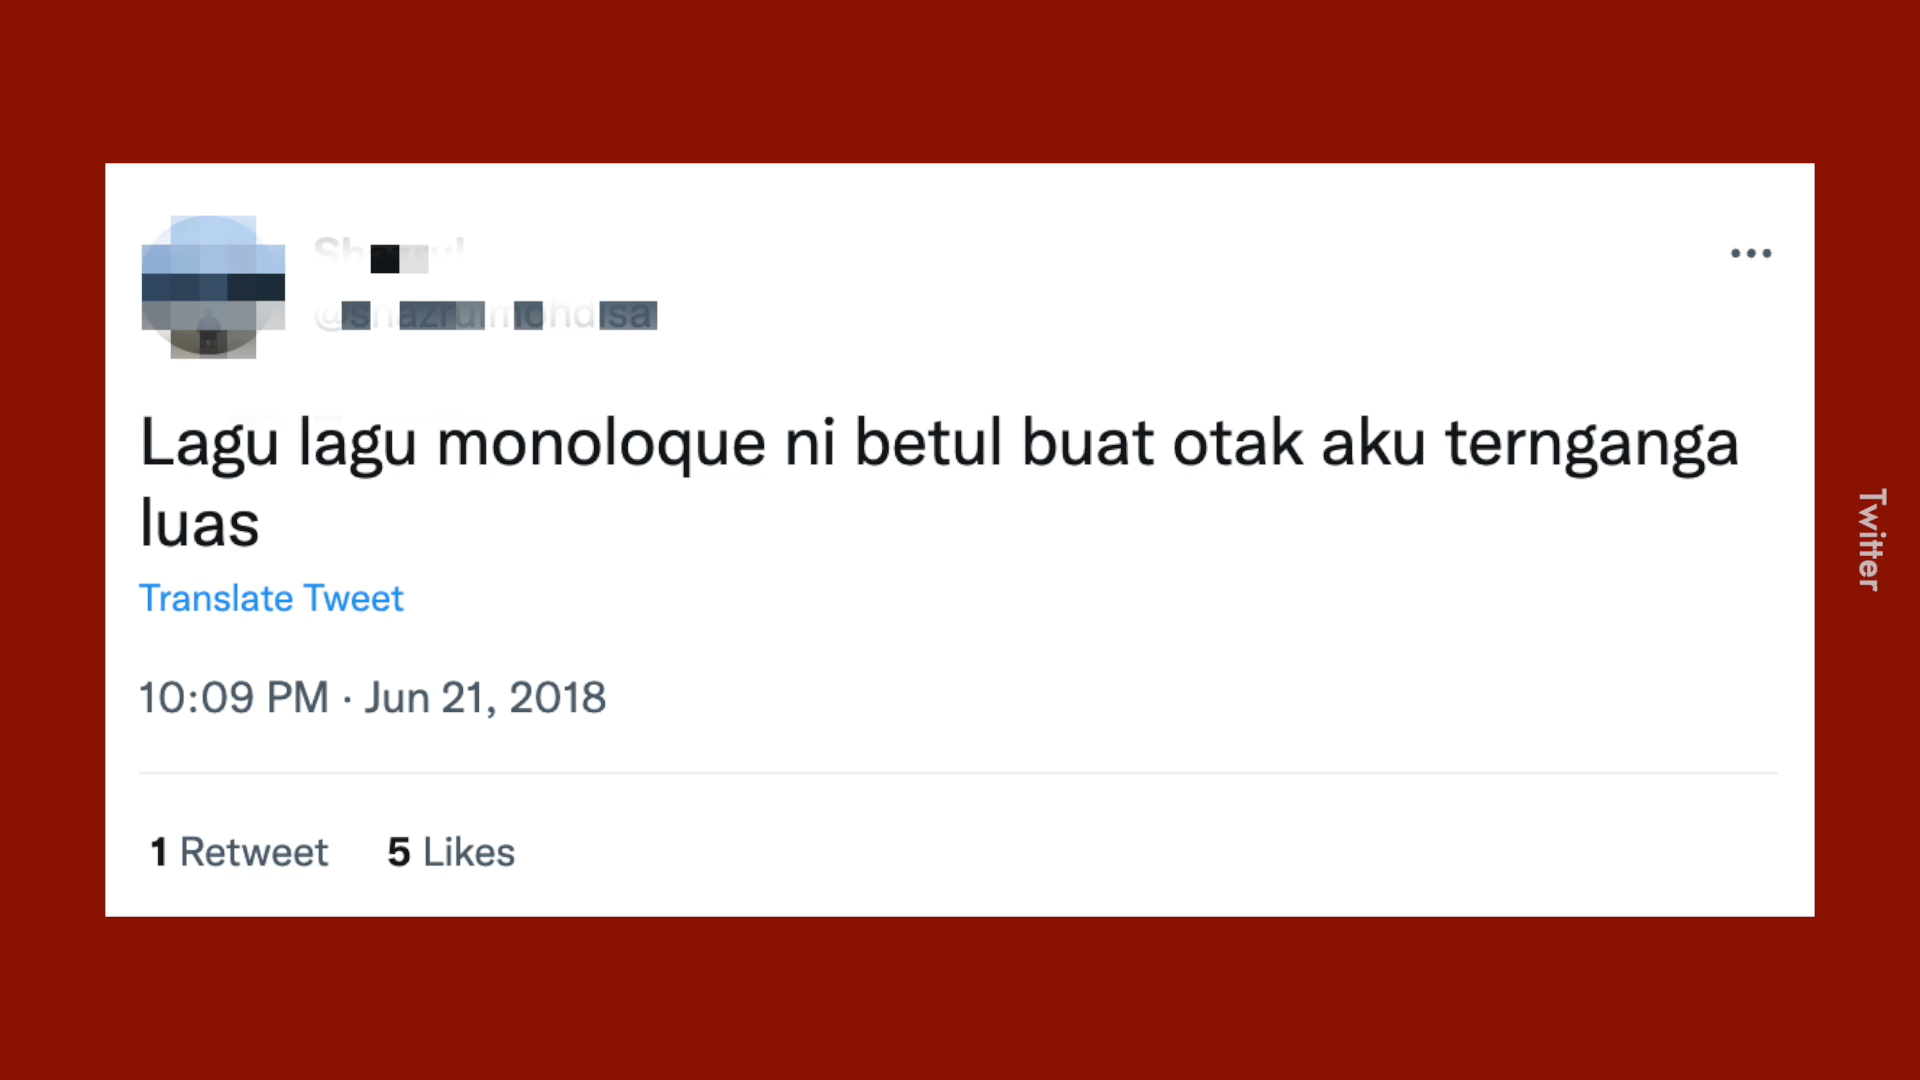 Lagu lagu monoloque ni betul buat otak aku ternganga
luas
Translate Tweet
10:09 PM · Jun 21, 2018
1 Retweet 5 Likes
Twitter